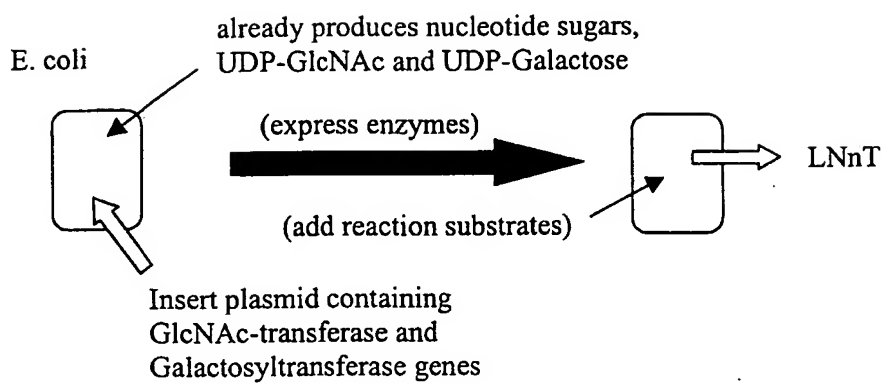 already produces nucleotide sugars,
E. coli
UDP-GlcNAc and UDP-Galactose
(express enzymes)
LNnT
(add reaction substrates)
Insert plasmid containing
GlcNAc-transferase and
Galactosyltransferase genes